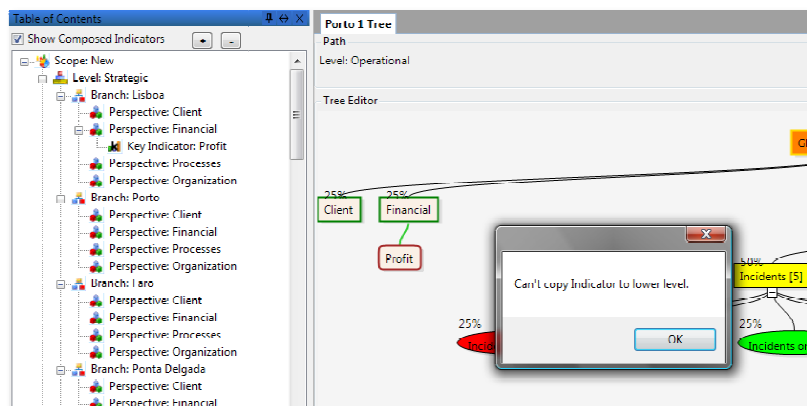 Table of Contents
Show Composed Indicators
+
-
Scope: New
Level: Strategic
Branch: Lisboa
Perspective: Client
Perspective: Financial
Key Indicator: Profit
Perspective: Processes
Perspective: Organization
Branch: Porto
Perspective: Client
Perspective: Financial
Perspective: Processes
Perspective: Organization
Branch: Faro
Perspective: Client
Perspective: Financial
Perspective: Processes
Perspective: Organization
Branch: Ponta Delgada
Perspective: Client
Perspective: Financial
Porto 1 Tree
Path
Level: Operational
Tree Editor
25%
Client
25%
Financial
Profit
Can't copy Indicator to lower level.
OK
50%
Incidents [5]
25%
25%
Incidents